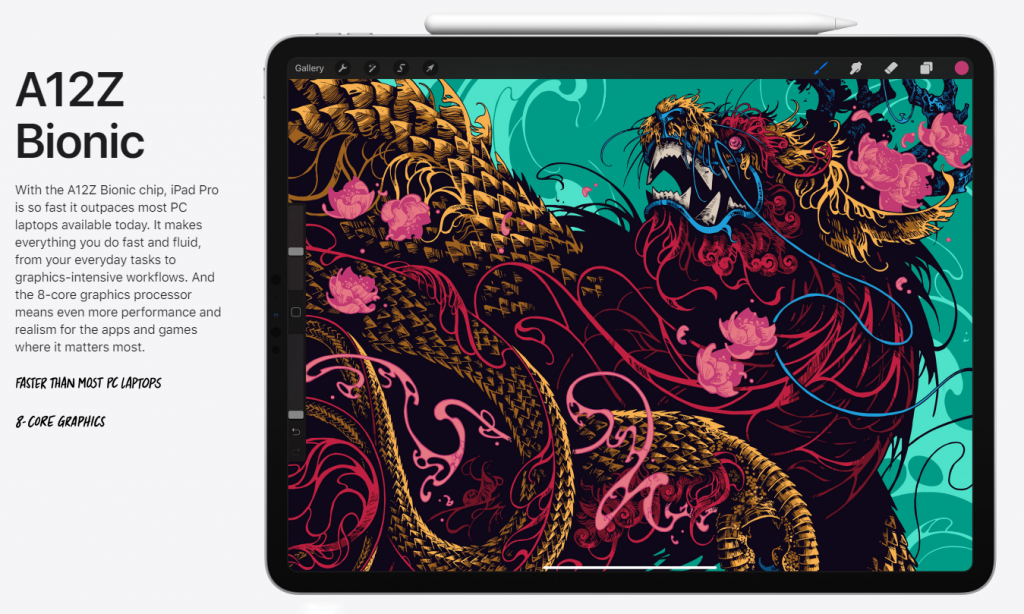 A12Z
Bionic
With the A12Z Bionic chip, iPad Pro
is so fast it outpaces most PC
laptops available today. It makes
everything you do fast and fluid,
from your everyday tasks to
graphics-intensive workflows. And
the 8-core graphics processor
means even more performance and
realism for the apps and games
where it matters most.
FASTER THAN MOST PC LAPTOPS
8-CORE GRAPHICS
Gallery